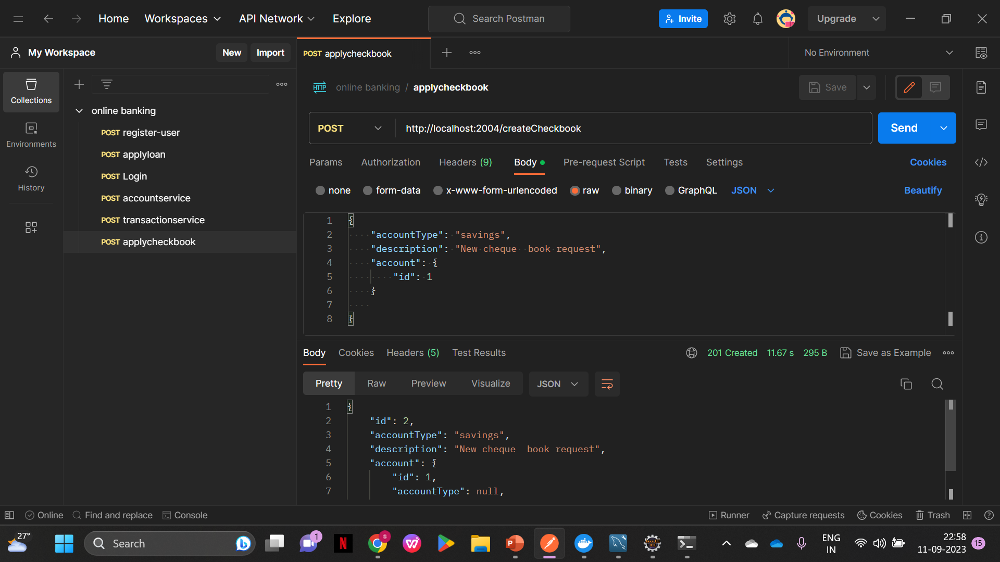 Home Workspaces API Network Explore Search Postman Invite Upgrade
My Workspace New Import POST applycheckbook No Environment
Collections
online banking / applycheckbook Save
HTTP
online banking
POST register-user
POST applyloan
POST Login
POST accountservice
POST transactionservice
POST applycheckbook
Environments
History
POST http://localhost:2004/createCheckbook Send
Params Authorization Headers (9) Body Pre-request Script Tests Settings Cookies
none form-data x-www-form-urlencoded raw binary GraphQL JSON Beautify
1 {
2 "accountType": "savings",
3 "description": "New cheque  book request",
4 "account": {
5 "id": 1
6 }
7
8 }
Body Cookies Headers (5) Test Results 201 Created 11.67 s 295 B Save as Example
Pretty Raw Preview Visualize JSON
1 {
2 "id": 2,
3 "accountType": "savings",
4 "description": "New cheque  book request",
5 "account": {
6 "id": 1,
7 "accountType": null,
Online Find and replace Console Runner Capture requests Cookies Trash
27° Search 1 N S W P Java EE IDE ENG 22:58
IN 11-09-2023 15